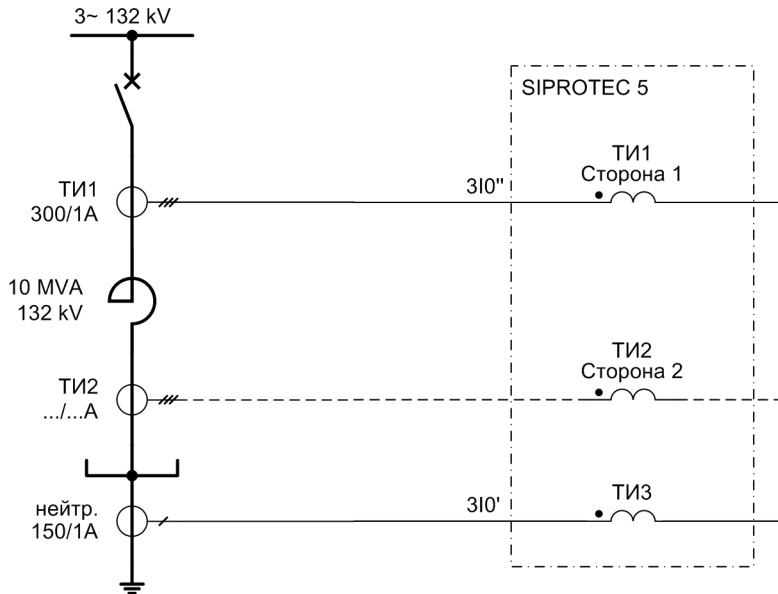 3~ 132 kV
SIPROTEC 5
ТИ1
300/1A
3I0''
ТИ1
Сторона 1
10 MVA
132 kV
ТИ2
.../...A
ТИ2
Сторона 2
нейтр.
150/1A
3I0'
ТИ3